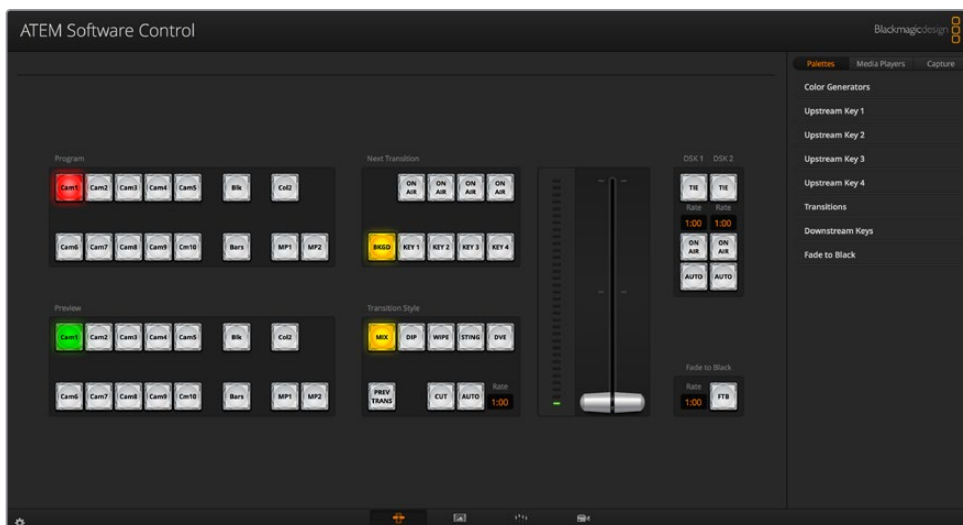 ATEM Software Control
Blackmagicdesign
Palettes Media Players Capture
Color Generators
Upstream Key 1
Upstream Key 2
Upstream Key 3
Upstream Key 4
Transitions
Downstream Keys
Fade to Black
Program
Cam1 Cam2 Cam3 Cam4 Cam5 Blk Col2
Cam6 Cam7 Cam8 Cam9 Cm10 Bars MP1 MP2
Next Transition
ON AIR ON AIR ON AIR ON AIR
BKGD KEY 1 KEY 2 KEY 3 KEY 4
DSK 1 DSK 2
TIE TIE
Rate Rate
1:00 1:00
ON AIR ON AIR
AUTO AUTO
Preview
Cam1 Cam2 Cam3 Cam4 Cam5 Blk Col2
Cam6 Cam7 Cam8 Cam9 Cm10 Bars MP1 MP2
Transition Style
MIX DIP WIPE STING DVE
PREV TRANS CUT AUTO Rate 1:00
Fade to Black
Rate
1:00 FTB